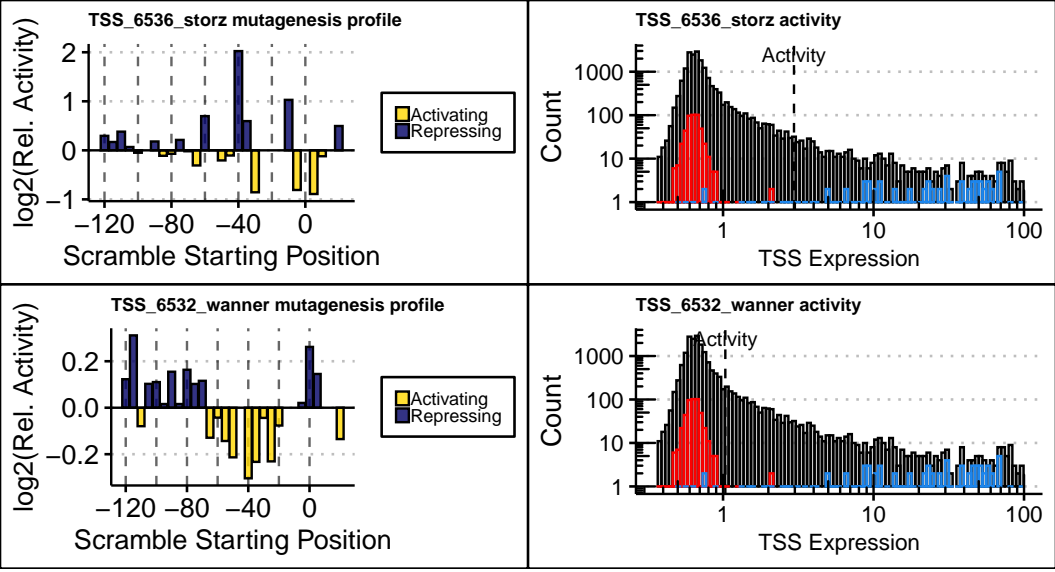 TSS_6536_storz mutagenesis profile
log2(Rel. Activity)
2
1
0
−1
−120
−80
−40
0
Scramble Starting Position
Activating
Repressing
TSS_6536_storz activity
Activity
Count
1000
100
10
1
1
10
100
TSS Expression
TSS_6532_wanner mutagenesis profile
log2(Rel. Activity)
0.2
0.0
−0.2
−120
−80
−40
0
Scramble Starting Position
Activating
Repressing
TSS_6532_wanner activity
Activity
Count
1000
100
10
1
1
10
100
TSS Expression